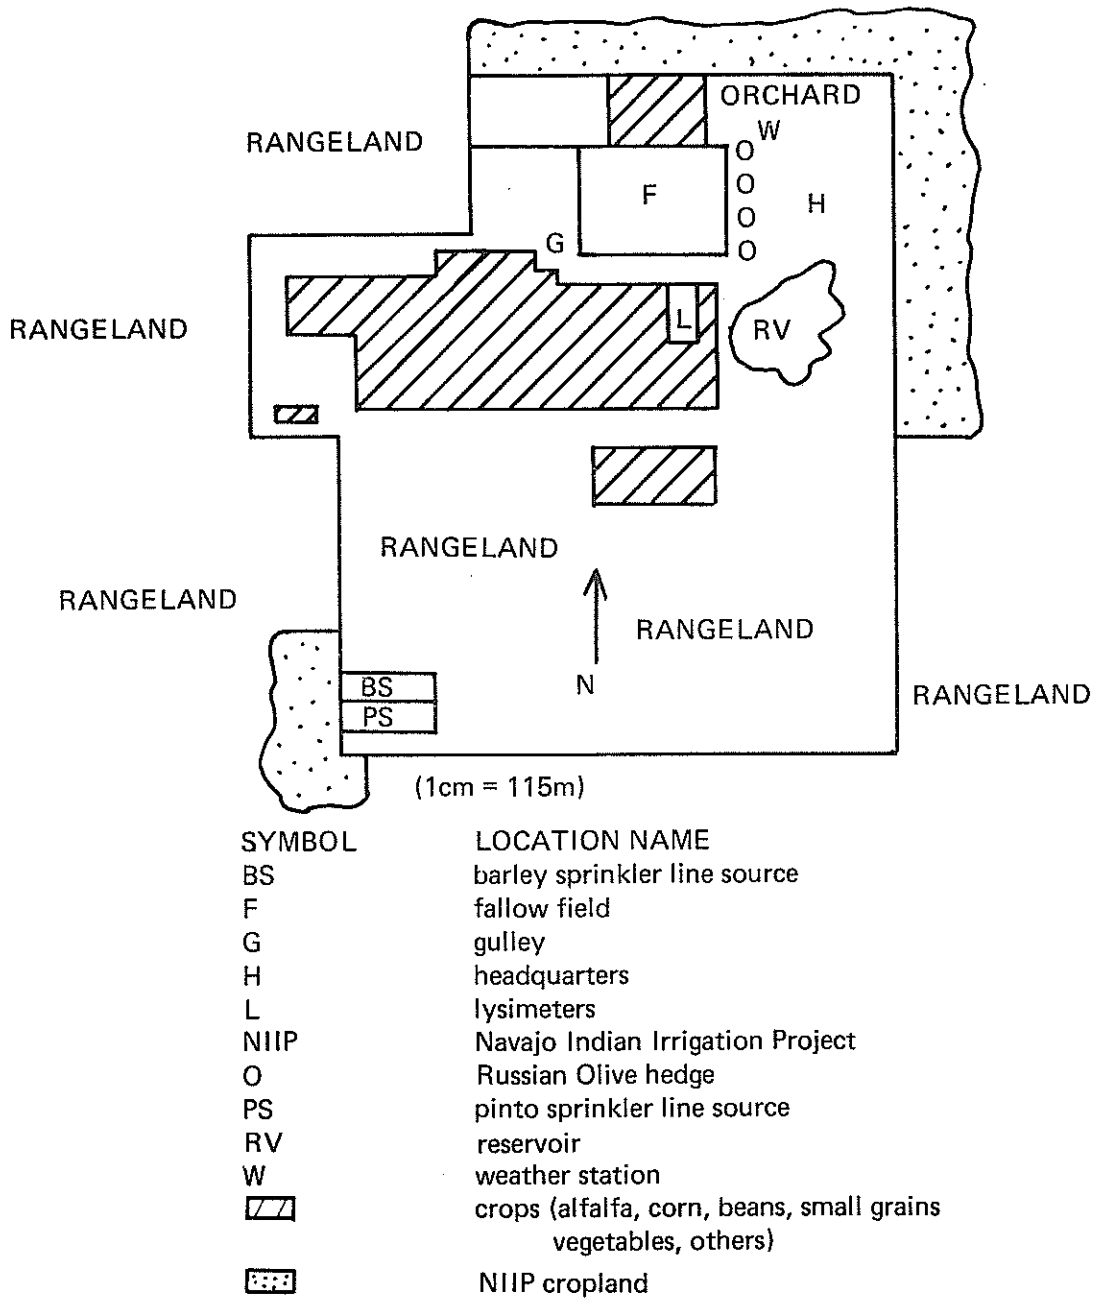 ORCHARD
RANGELAND
W
O
O
F
H
O
G
O
RANGELAND
L
RV
RANGELAND
RANGELAND
RANGELAND
N
BS
RANGELAND
PS
(1cm = 115m)
SYMBOL LOCATION NAME
BS barley sprinkler line source
F fallow field
G gulley
H headquarters
L lysimeters
NIIP Navajo Indian Irrigation Project
O Russian Olive hedge
PS pinto sprinkler line source
RV reservoir
W weather station
crops (alfalfa, corn, beans, small grains
vegetables, others)
NIIP cropland